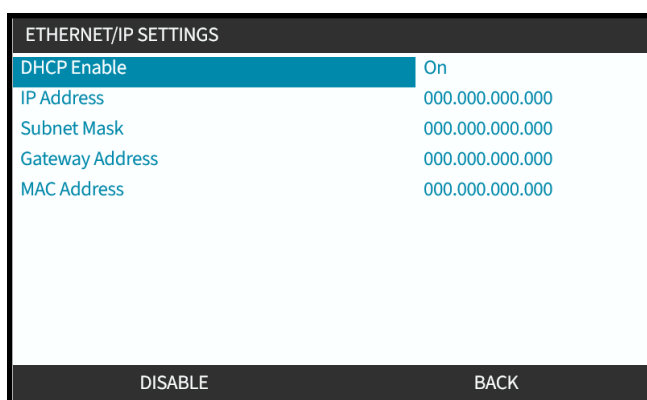 ETHERNET/IP SETTINGS
DHCP Enable On
IP Address 000.000.000.000
Subnet Mask 000.000.000.000
Gateway Address 000.000.000.000
MAC Address 000.000.000.000
DISABLE BACK